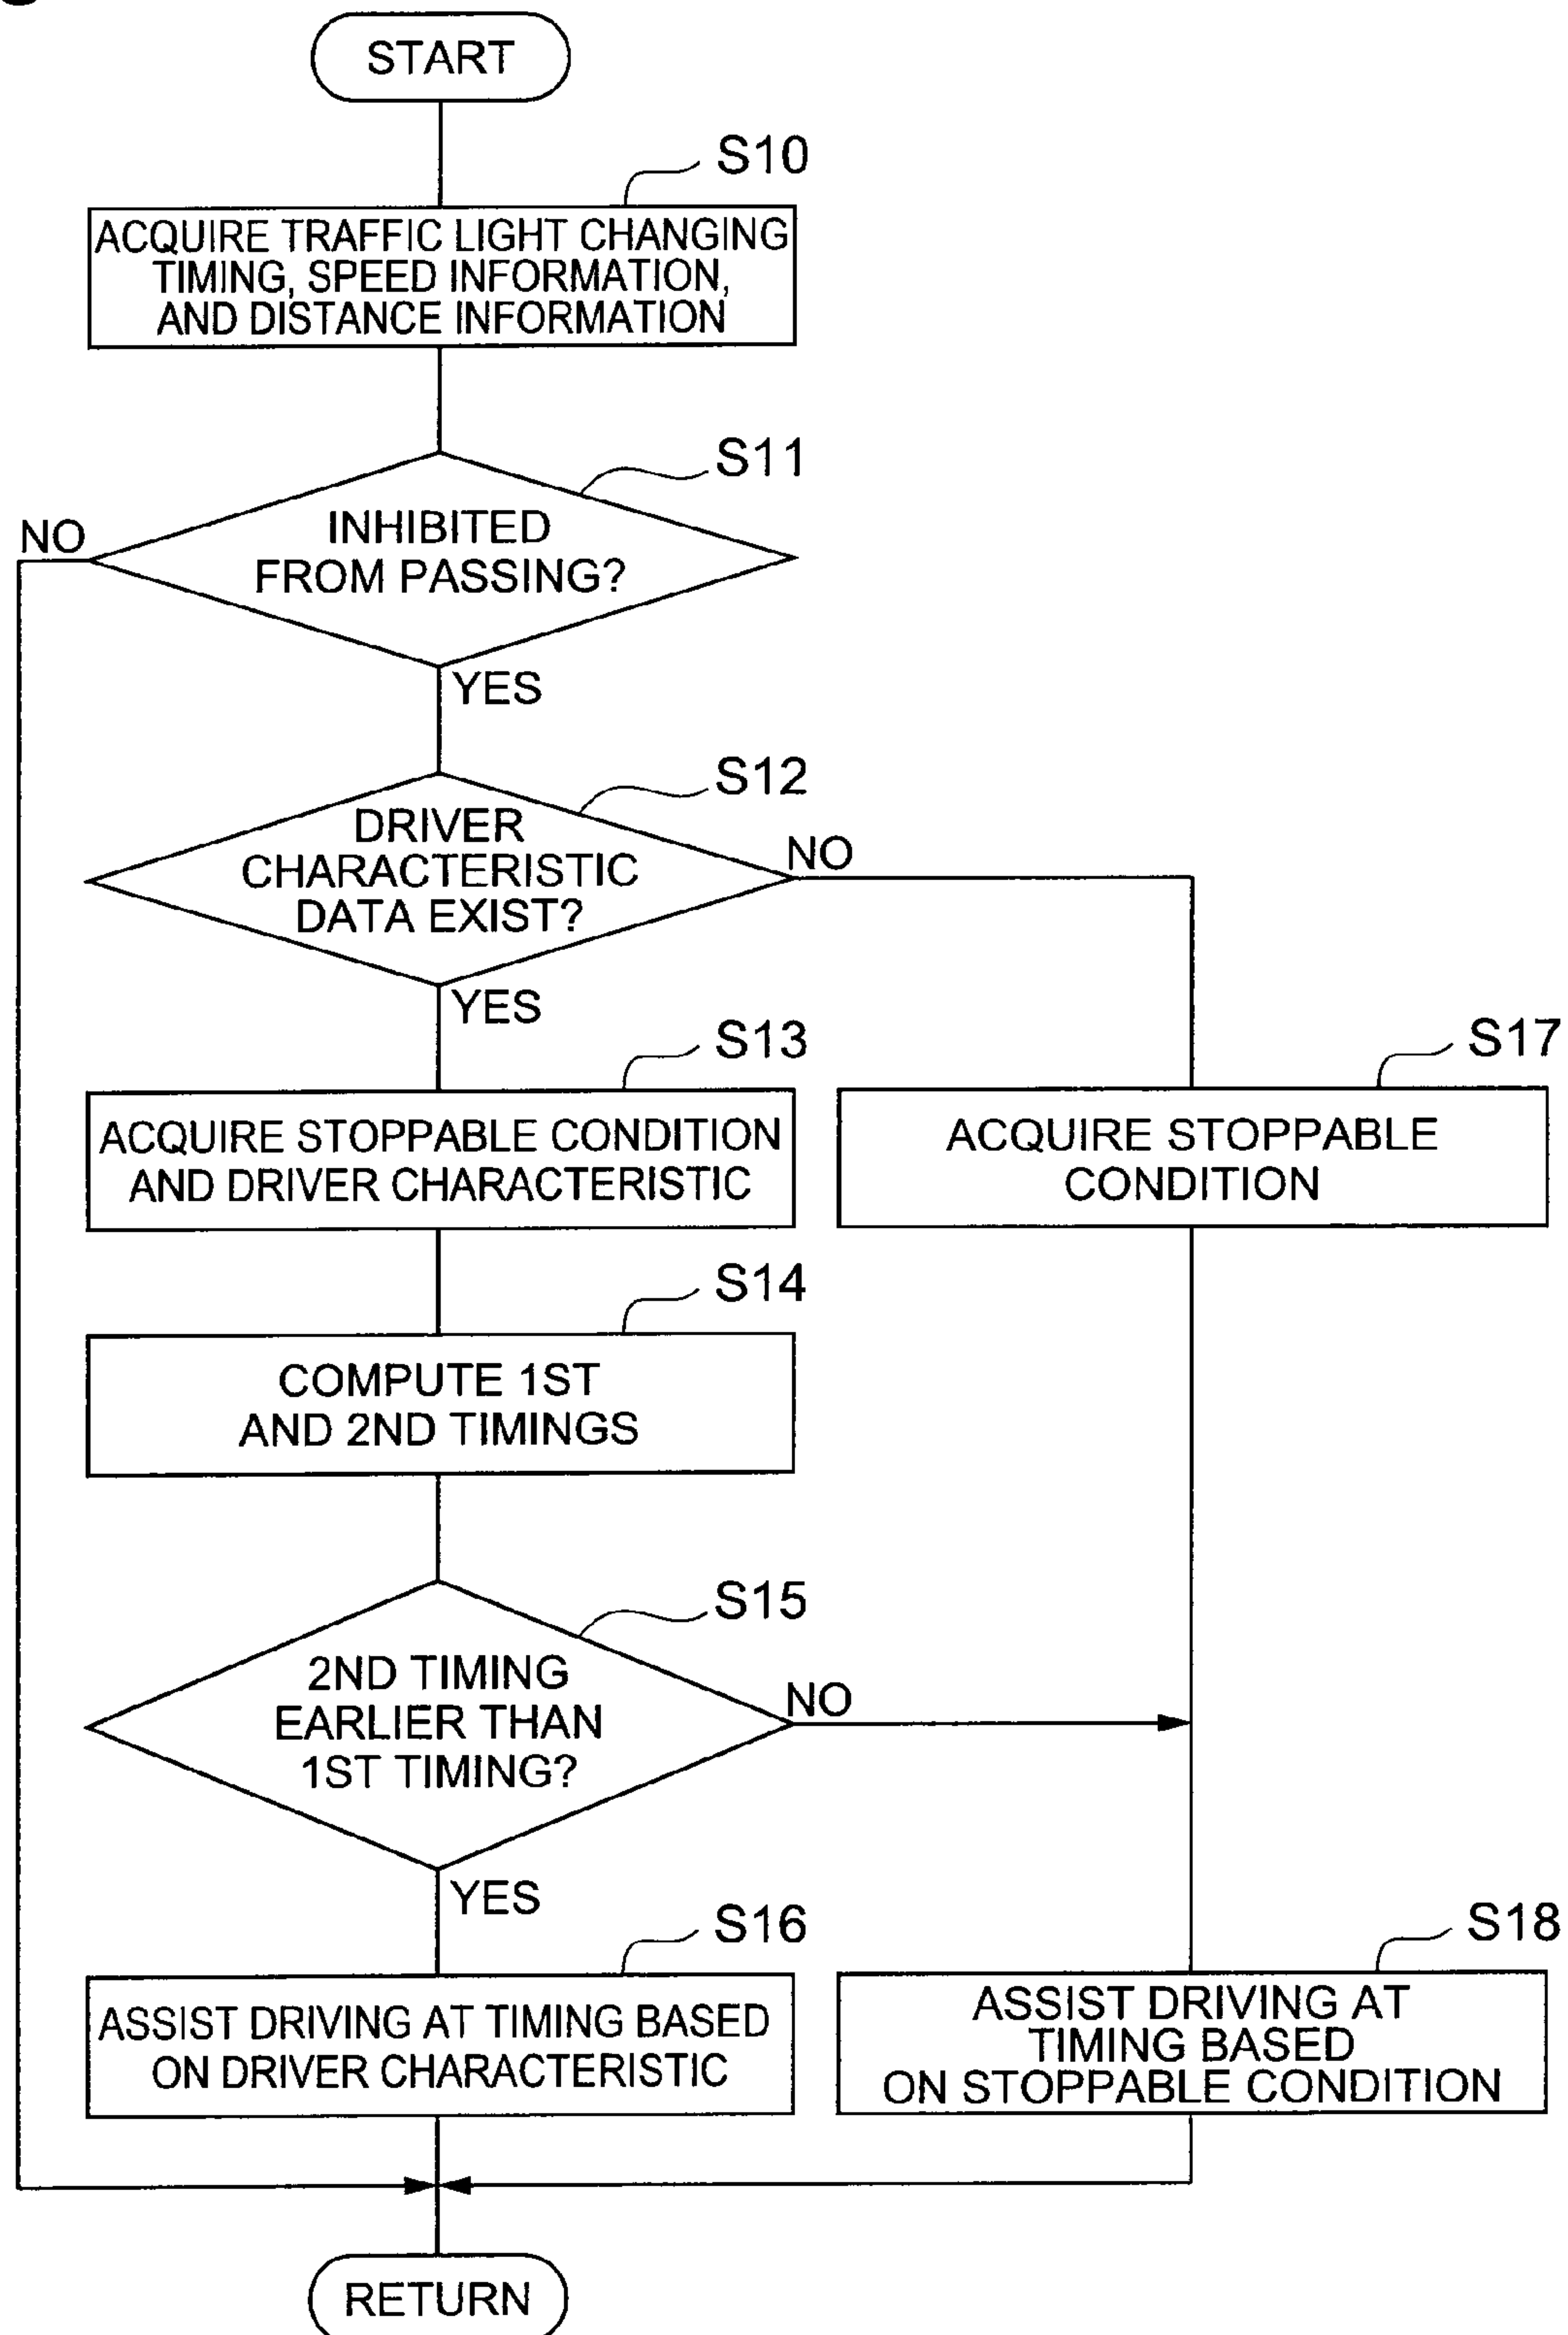 START
S10
ACQUIRE TRAFFIC LIGHT CHANGING
TIMING, SPEED INFORMATION,
AND DISTANCE INFORMATION
S11
NO
INHIBITED
FROM PASSING?
YES
S12
DRIVER
CHARACTERISTIC
DATA EXIST?
NO
YES
S13
ACQUIRE STOPPABLE CONDITION
AND DRIVER CHARACTERISTIC
S17
ACQUIRE STOPPABLE
CONDITION
S14
COMPUTE 1ST
AND 2ND TIMINGS
S15
2ND TIMING
EARLIER THAN
1ST TIMING?
NO
YES
S16
ASSIST DRIVING AT TIMING BASED
ON DRIVER CHARACTERISTIC
S18
ASSIST DRIVING AT
TIMING BASED
ON STOPPABLE CONDITION
RETURN